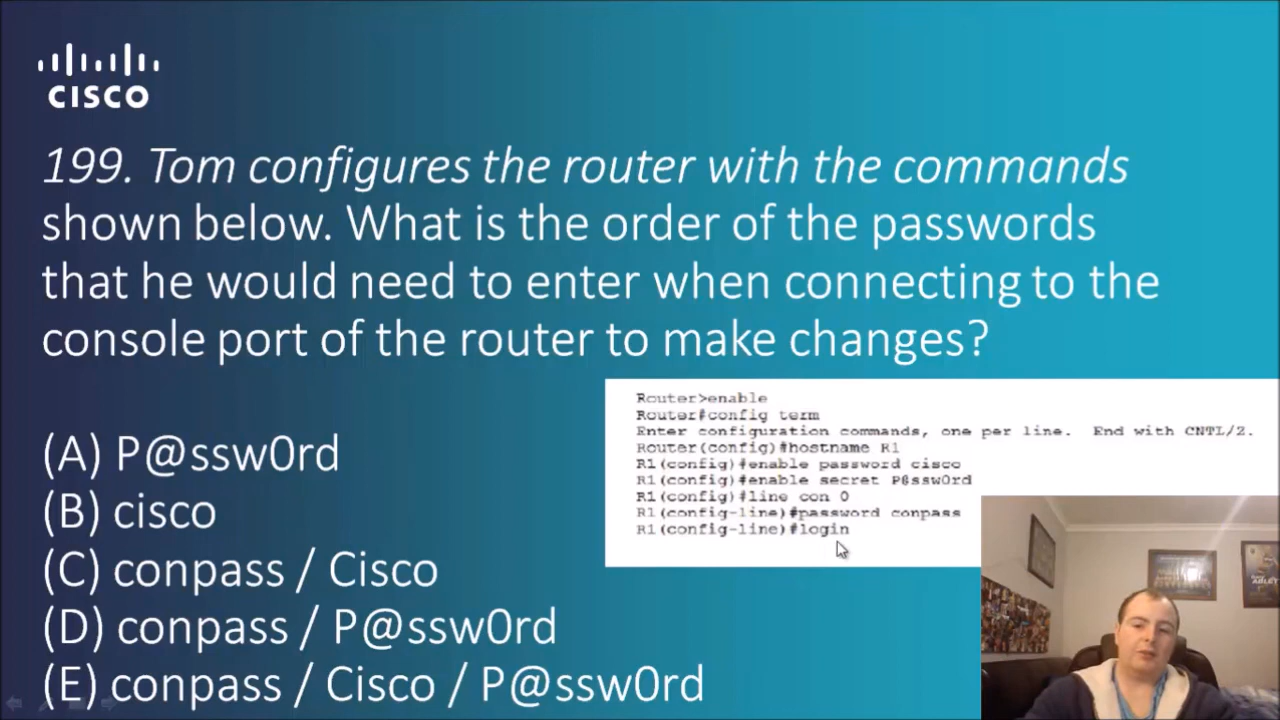 CISCO
199. Tom configures the router with the commands
shown below. What is the order of the passwords
that he would need to enter when connecting to the
console port of the router to make changes?
(A) P@ssw0rd
(B) cisco
(C) conpass / Cisco
(D) conpass / P@ssw0rd
(E) conpass / Cisco / P@ssw0rd
Router>enable
Router#config term
Enter configuration commands, one per line. End with CNTL/Z.
Router(config)#hostname R1
R1(config)#enable password cisco
R1(config)#enable secret P@ssw0rd
R1(config)#line con 0
R1(config-line)#password conpass
R1(config-line)#login